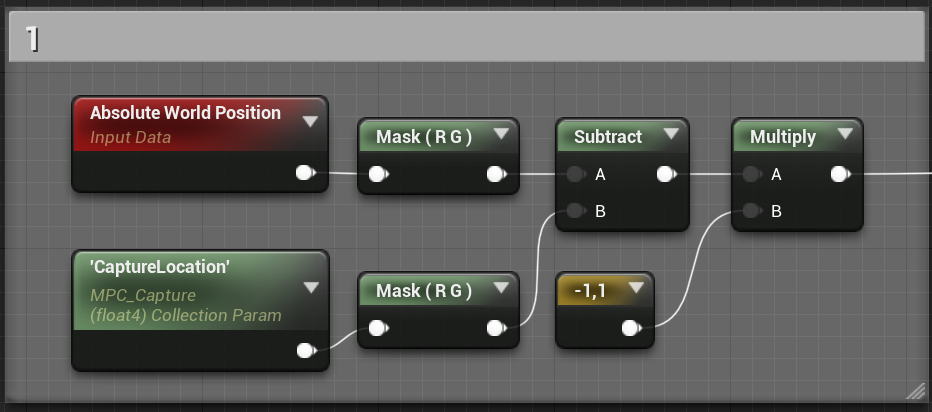 1
Absolute World Position
Input Data
Mask ( R G )
Subtract
A
B
Multiply
A
B
'CaptureLocation'
MPC_Capture
(float4) Collection Param
Mask ( R G )
-1,1